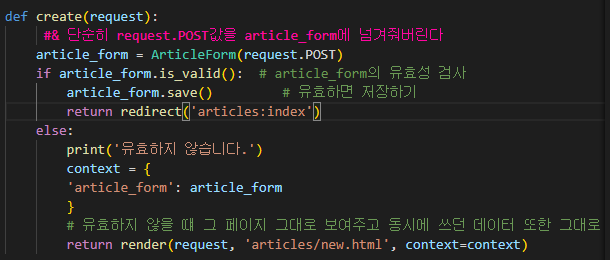 def create(request):
#& 단순히 request.POST값을 article_form에 넘겨줘버린다
article_form = ArticleForm(request.POST)
if article_form.is_valid():  # article_form의 유효성 검사
article_form.save()  # 유효하면 저장하기
return redirect('articles:index')
else:
print('유효하지 않습니다.')
context = {
'article_form': article_form
}
# 유효하지 않을 떄 그 페이지 그대로 보여주고 동시에 쓰던 데이터 또한 그대로
return render(request, 'articles/new.html', context=context)